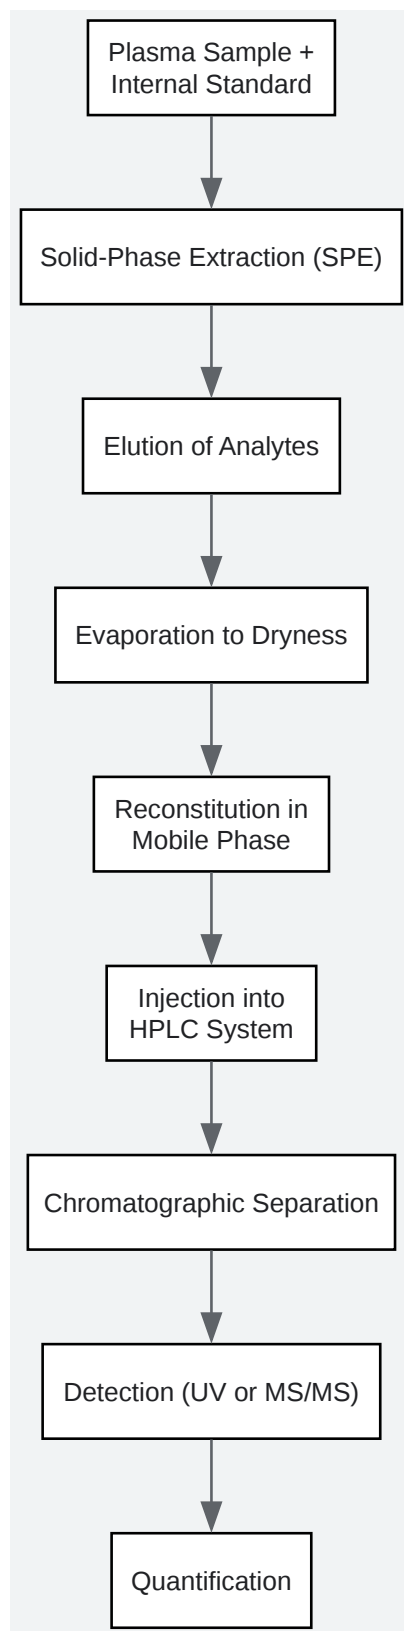 Plasma Sample +
Internal Standard
Solid-Phase Extraction (SPE)
Elution of Analytes
Evaporation to Dryness
Reconstitution in
Mobile Phase
Injection into
HPLC System
Chromatographic Separation
Detection (UV or MS/MS)
Quantification